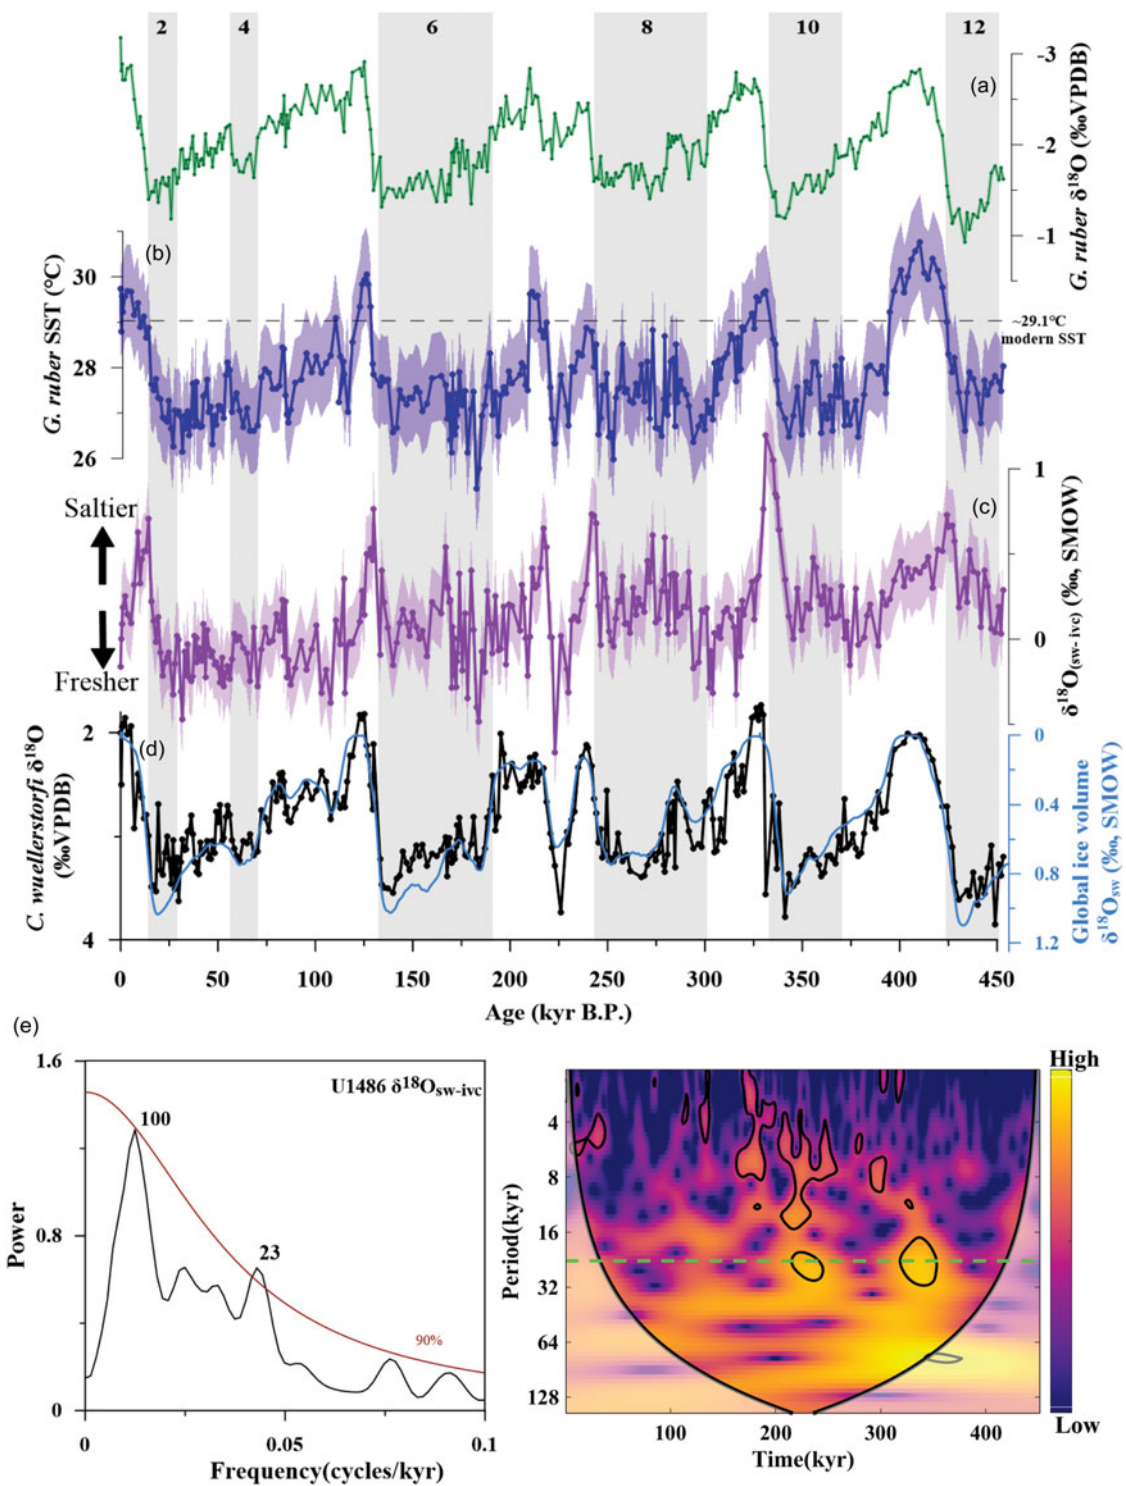 2 4 6 8 10 12
-3
(a)
-2
-1
G. ruber δ¹⁸O (‰VPDB)
(b)
30
28
26
G. ruber SST (°C)
~29.1°C
modern SST
1
(c)
0
δ¹⁸O(sw- ivc) (‰, SMOW)
Saltier
Fresher
2
(d)
4
C. wuellerstorfi δ¹⁸O
(‰VPDB)
0
0.4
0.8
0.9
1.2
Global ice volume
δ¹⁸Osw (‰, SMOW)
0 50 100 150 200 250 300 350 400 450
Age (kyr B.P.)
(e)
1.6
0.8
0
Power
U1486 δ¹⁸Osw-ivc
100
23
90%
0 0.05 0.1
Frequency(cycles/kyr)
High
4
8
16
32
64
128
Period(kyr)
Low
100 200 300 400
Time(kyr)